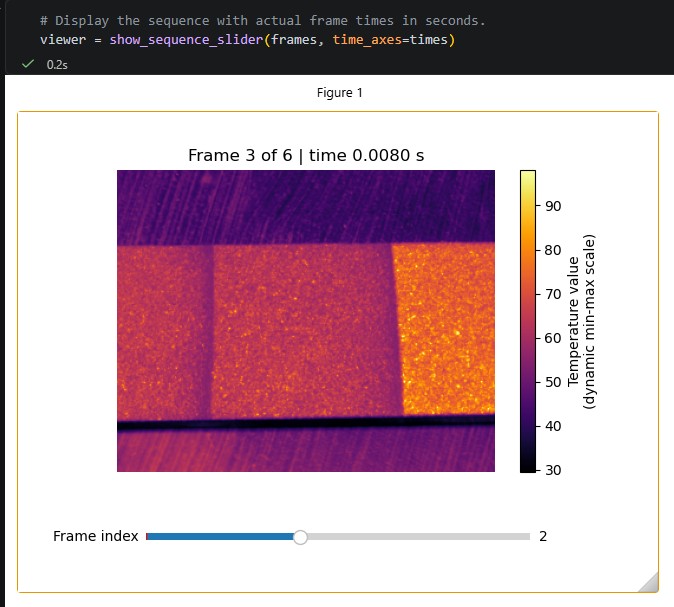 # Display the sequence with actual frame times in seconds.
viewer = show_sequence_slider(frames, time_axes=times)
0.2s
Figure 1
Frame 3 of 6 | time 0.0080 s
90
80
70
60
50
40
30
Temperature value
(dynamic min-max scale)
Frame index
2